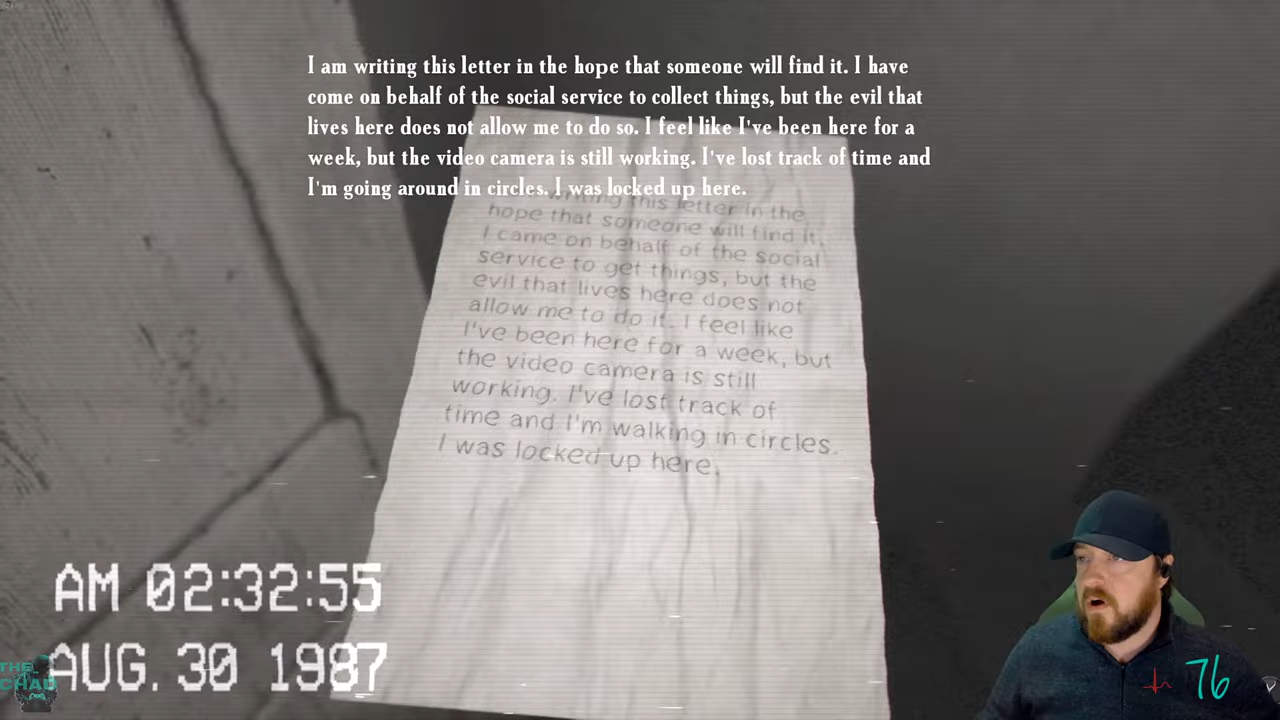 I am writing this letter in the hope that someone will find it. I have
come on behalf of the social service to collect things, but the evil that
lives here does not allow me to do so. I feel like I've been here for a
week, but the video camera is still working. I've lost track of time and
I'm going around in circles. I was locked up here.
writing this letter in the
hope that someone will find it.
I came on behalf of the social
service to get things, but the
evil that lives here does not
allow me to do it. I feel like
I've been here for a week, but
the video camera is still
working. I've lost track of
time and I'm walking in circles.
I was locked up here.
AM 02:32:55
AUG. 30 1987
THE
CHAD
76